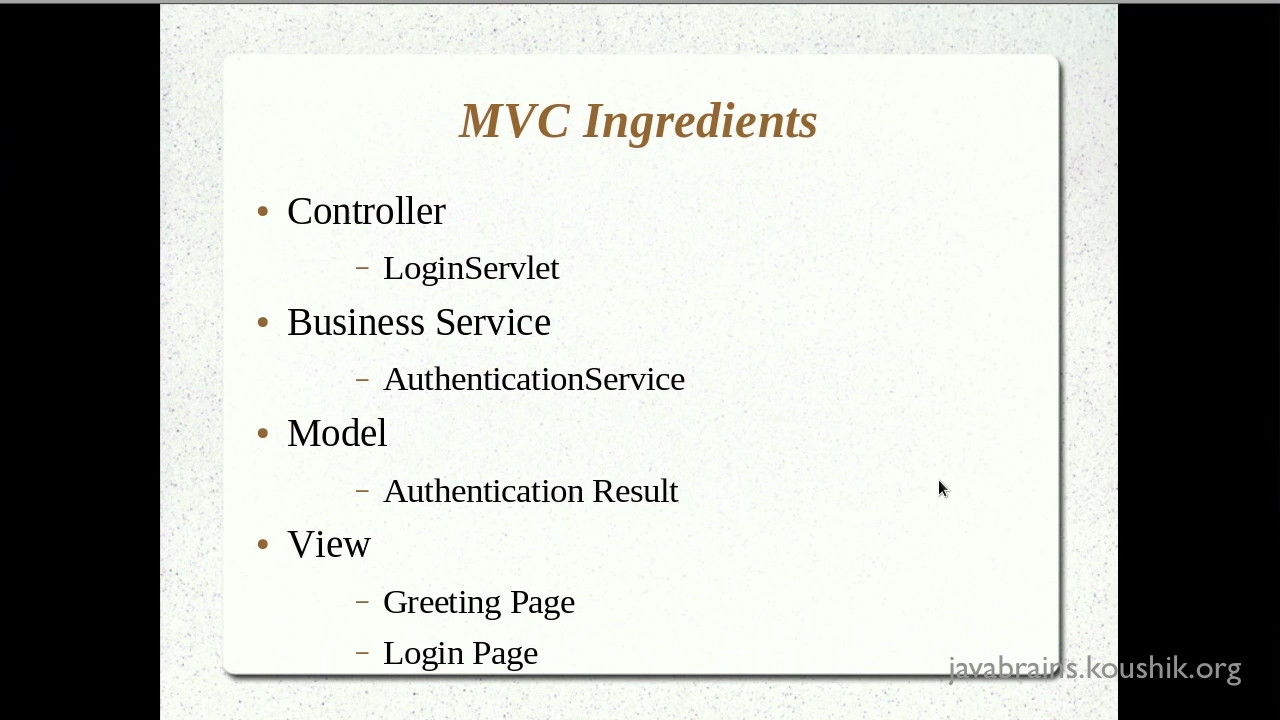 MVC Ingredients
• Controller
– LoginServlet
• Business Service
– AuthenticationService
• Model
– Authentication Result
• View
– Greeting Page
– Login Page
javabrains.koushik.org